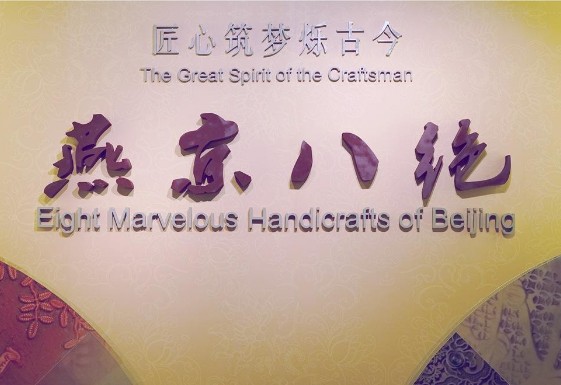 匠心筑梦烁古今
The Great Spirit of the Craftsman
燕京八绝
Eight Marvelous Handicrafts of Beijing